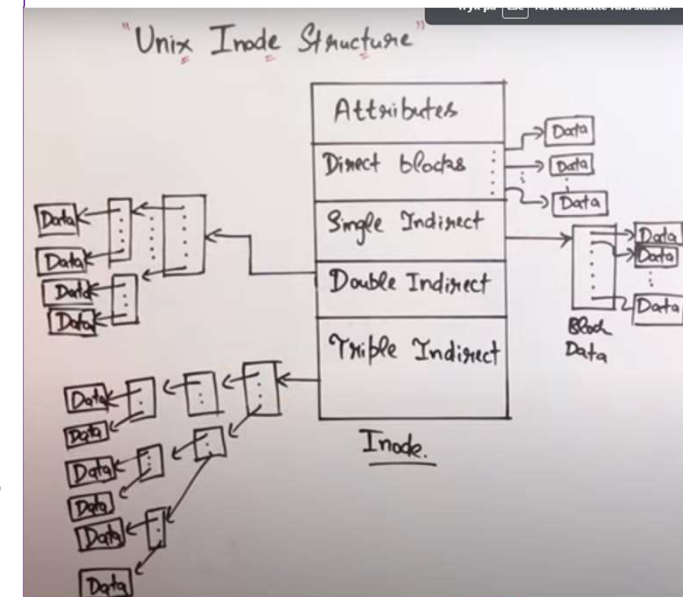 "Unix Inode Structure"
Attributes
Direct blocks
Single Indirect
Double Indirect
Triple Indirect
Inode.
Data
Data
Data
Data
Data
Data
Block
Data
Data
Data
Data
Data
Data
Data
Data
Data
Data
Data
Esc